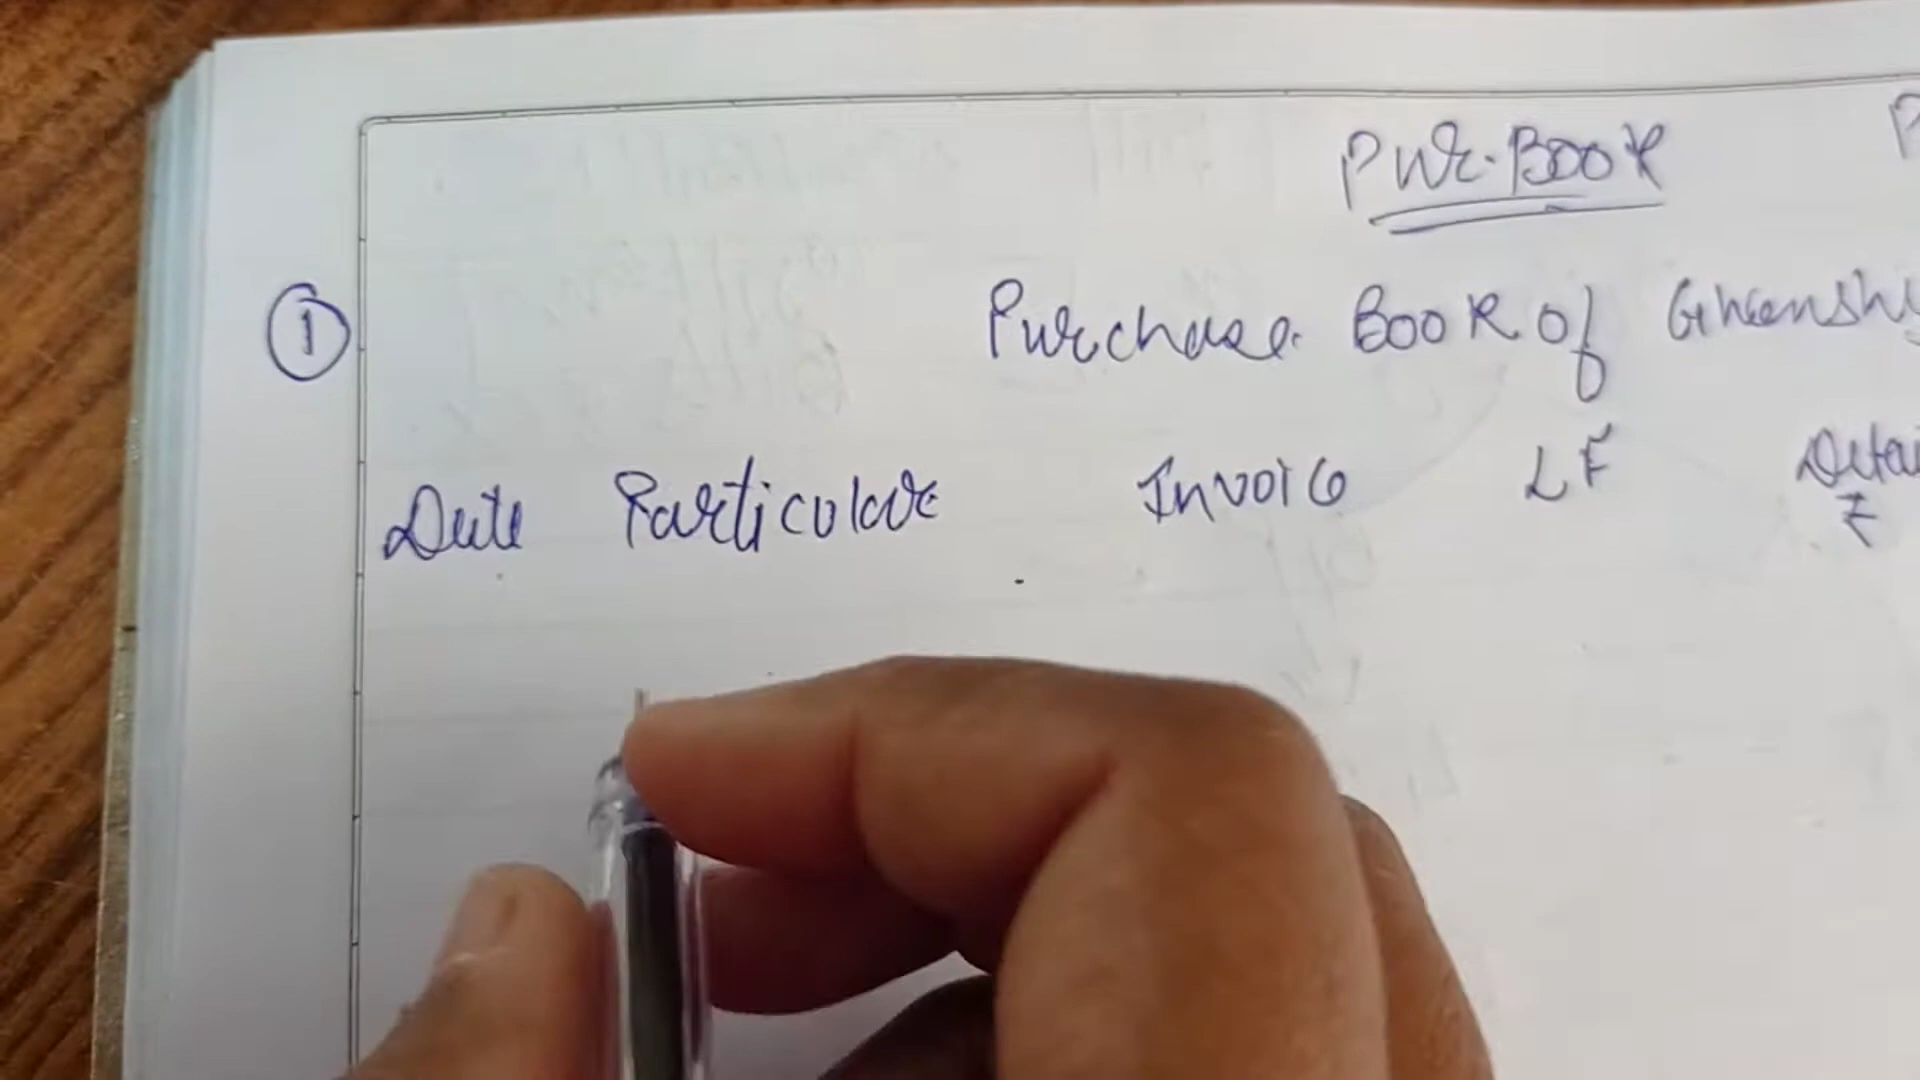 Pur. Book
① Purchase Book of
Date Particular Invoice LF
₹